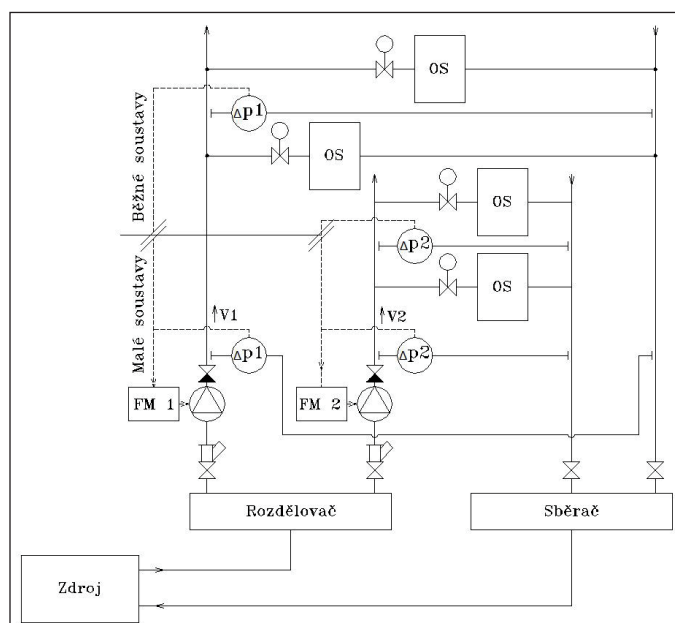 OS
Δp1
OS
OS
Δp2
OS
Běžné soustavy
Malé soustavy
V1
V2
Δp1
Δp2
FM 1
FM 2
Rozdělovač
Sběrač
Zdroj